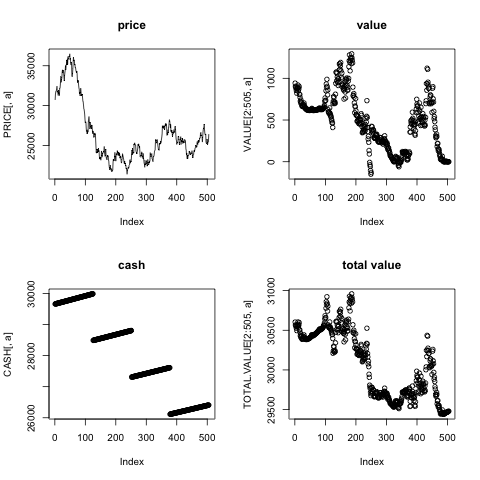 price
PRICE[, a]
35000
30000
25000
0 100 200 300 400 500
Index
value
VALUE[2:505, a]
1000
500
0
0 100 200 300 400 500
Index
cash
CASH[, a]
30000
28000
26000
0 100 200 300 400 500
Index
total value
TOTAL.VALUE[2:505, a]
31000
30500
29500
0 100 200 300 400 500
Index